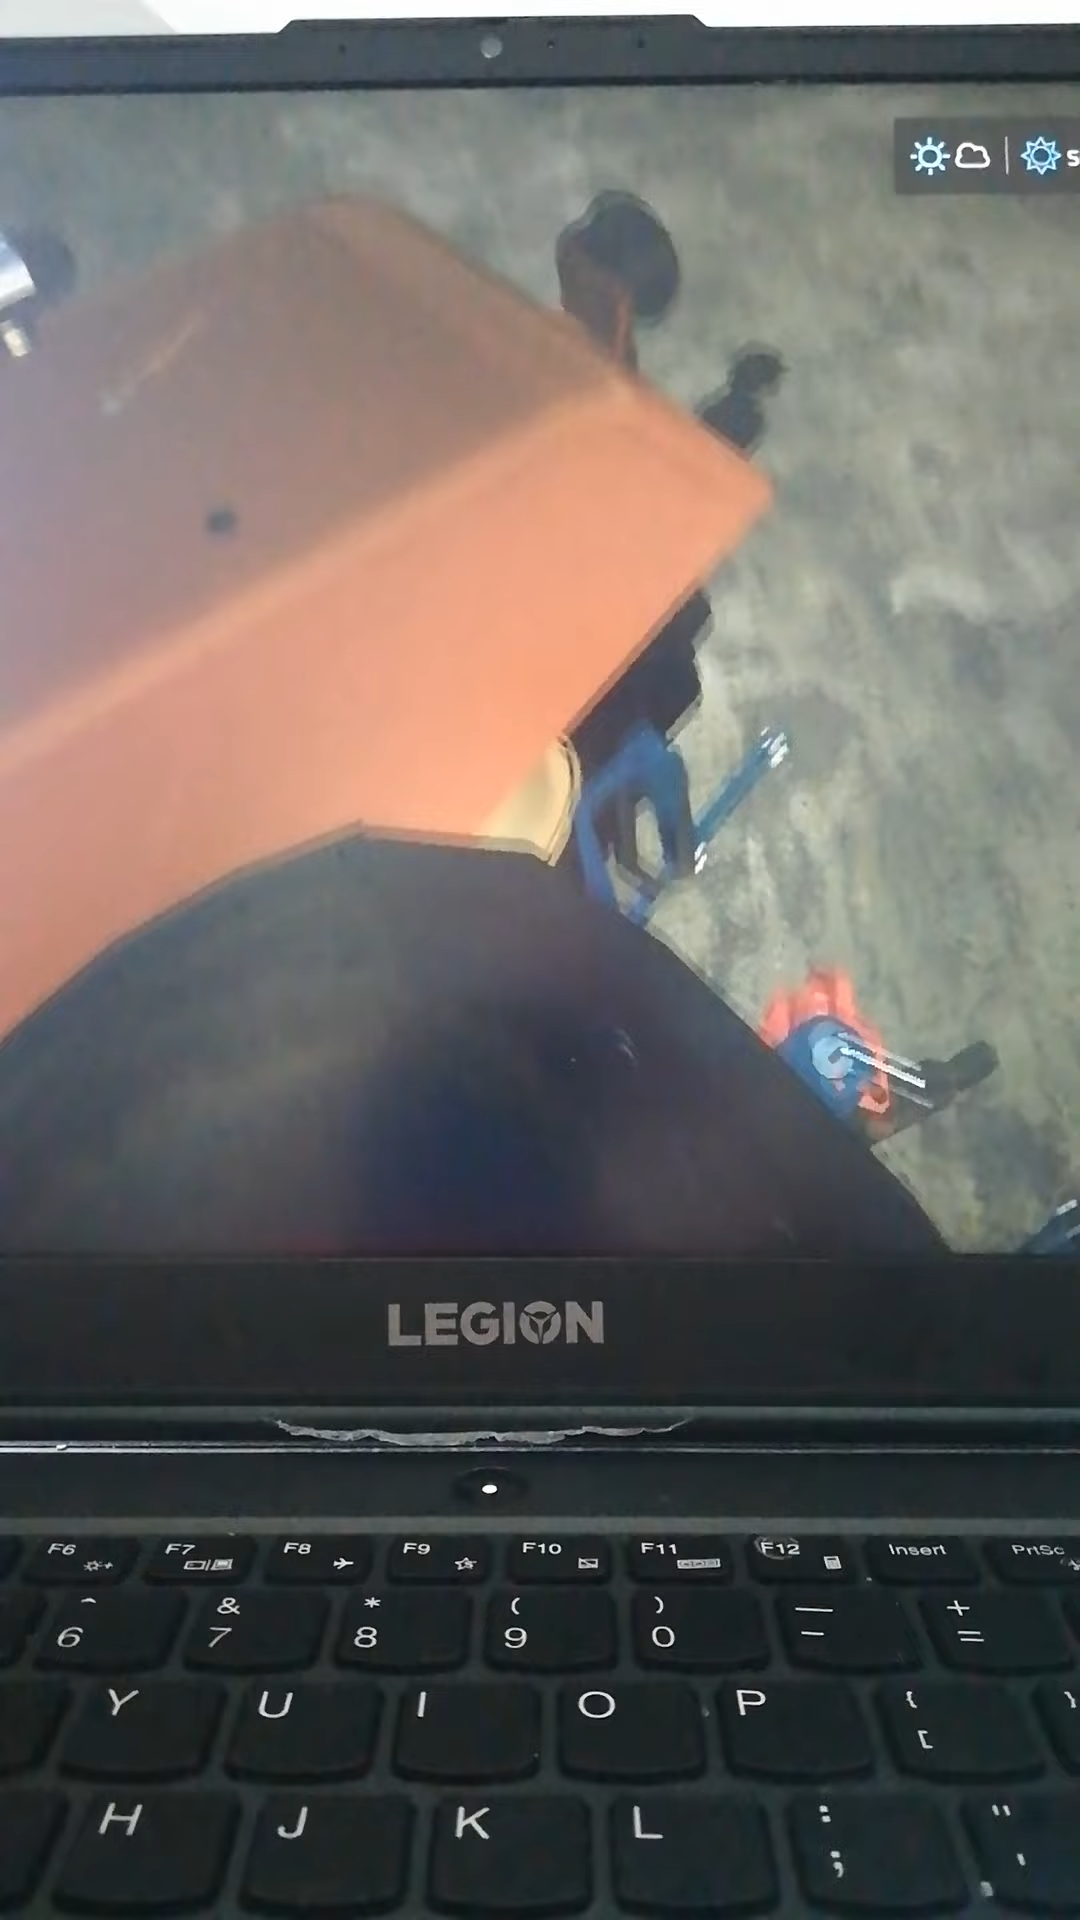 S
LEGION
F6 F7 F8 F9 F10 F11 F12 Insert PrtSc
^ & * ( ) — +
6 7 8 9 0 - =
Y U I O P { }
[
H J K L : "
; '